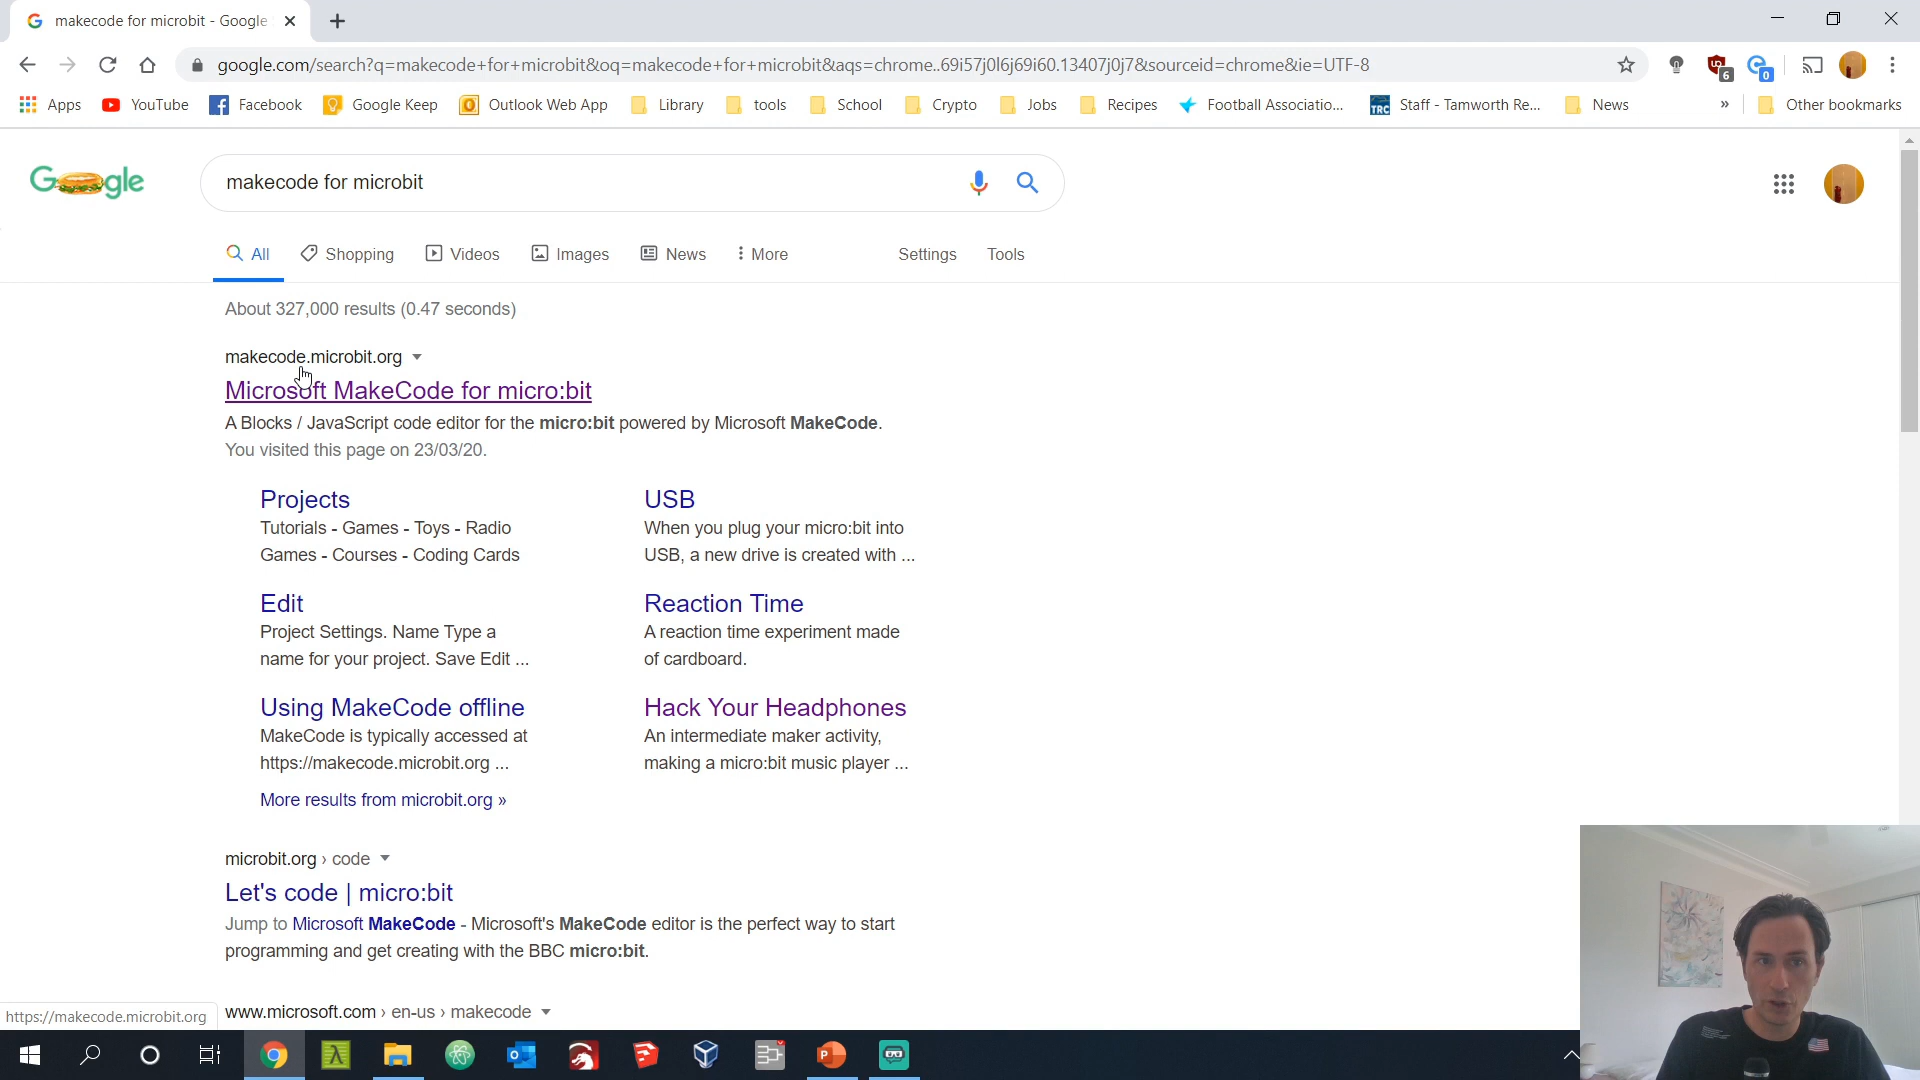 makecode for microbit - Google
google.com/search?q=makecode+for+microbit&oq=makecode+for+microbit&aqs=chrome..69i57j0l6j69i60.13407j0j7&sourceid=chrome&ie=UTF-8
6
0
Apps YouTube Facebook Google Keep Outlook Web App Library tools School Crypto Jobs Recipes Football Associatio... TRC Staff - Tamworth Re... News » Other bookmarks
Google
makecode for microbit
All Shopping Videos Images News More Settings Tools
About 327,000 results (0.47 seconds)
makecode.microbit.org
Microsoft MakeCode for micro:bit
A Blocks / JavaScript code editor for the micro:bit powered by Microsoft MakeCode.
You visited this page on 23/03/20.
Projects
Tutorials - Games - Toys - Radio
Games - Courses - Coding Cards
USB
When you plug your micro:bit into
USB, a new drive is created with ...
Edit
Project Settings. Name Type a
name for your project. Save Edit ...
Reaction Time
A reaction time experiment made
of cardboard.
Using MakeCode offline
MakeCode is typically accessed at
https://makecode.microbit.org ...
Hack Your Headphones
An intermediate maker activity,
making a micro:bit music player ...
More results from microbit.org »
microbit.org › code
Let's code | micro:bit
Jump to Microsoft MakeCode - Microsoft's MakeCode editor is the perfect way to start
programming and get creating with the BBC micro:bit.
www.microsoft.com › en-us › makecode
https://makecode.microbit.org